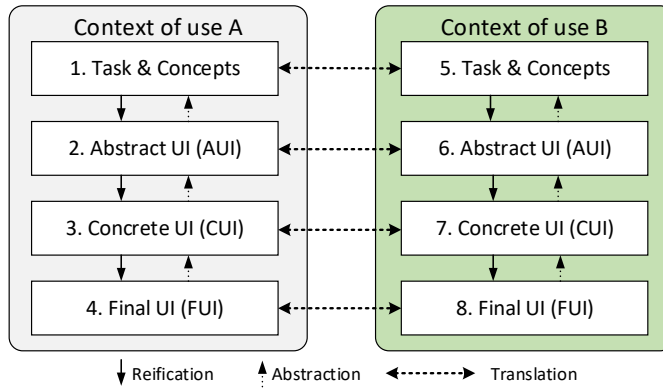 Context of use A
1. Task & Concepts
2. Abstract UI (AUI)
3. Concrete UI (CUI)
4. Final UI (FUI)
Context of use B
5. Task & Concepts
6. Abstract UI (AUI)
7. Concrete UI (CUI)
8. Final UI (FUI)
Reification
Abstraction
Translation